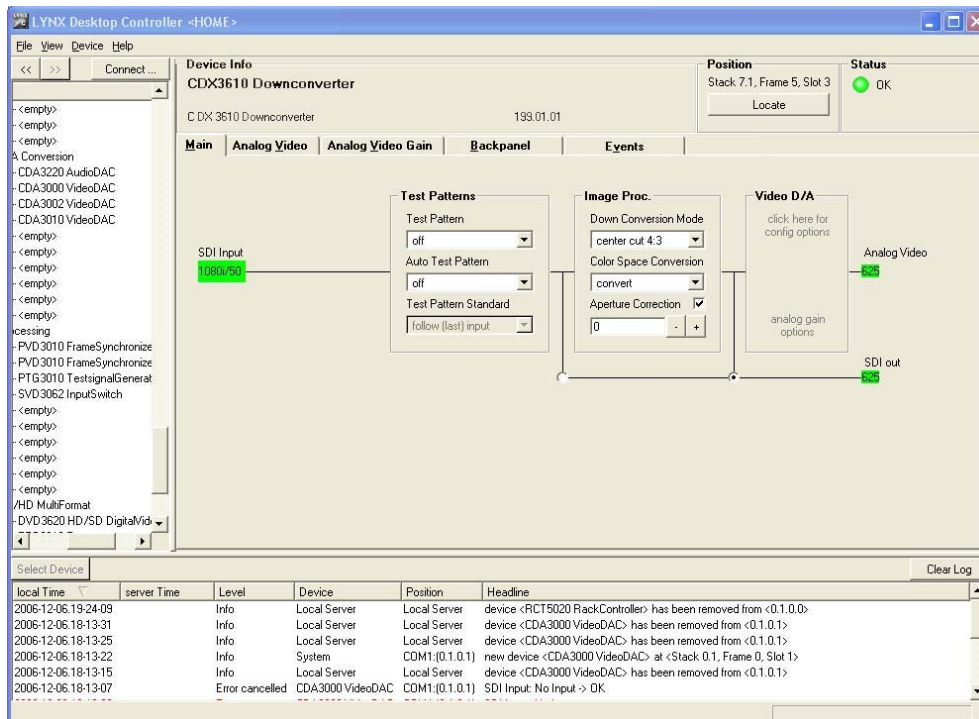 LYNX Desktop Controller <HOME>
File View Device Help
<< >> Connect ...
<empty>
<empty>
<empty>
A Conversion
CDA3220 AudioDAC
CDA3000 VideoDAC
CDA3002 VideoDAC
CDA3010 VideoDAC
<empty>
<empty>
<empty>
<empty>
<empty>
<empty>
ocessing
PVD3010 FrameSynchronize
PVD3010 FrameSynchronize
PTG3010 TestsignalGenerat
SVD3062 InputSwitch
<empty>
<empty>
<empty>
<empty>
<empty>
<empty>
/HD MultiFormat
DVD3620 HD/SD DigitalVid
Device Info
CDX3610 Downconverter
C DX 3610 Downconverter 199.01.01
Position
Stack 7.1, Frame 5, Slot 3
Locate
Status
OK
Main Analog Video Analog Video Gain Backpanel Events
SDI Input
1080i/50
Test Patterns
Test Pattern
off
Auto Test Pattern
off
Test Pattern Standard
follow (last) input
Image Proc.
Down Conversion Mode
center cut 4:3
Color Space Conversion
convert
Aperture Correction
0 - +
Video D/A
click here for
config options
analog gain
options
Analog Video
625
SDI out
625
Select Device Clear Log
local Time server Time Level Device Position Headline
2006-12-06.19-24-09 Info Local Server Local Server device <RCT5020 RackController> has been removed from <0.1.0.0>
2006-12-06.18-13-31 Info Local Server Local Server device <CDA3000 VideoDAC> has been removed from <0.1.0.1>
2006-12-06.18-13-25 Info Local Server Local Server device <CDA3000 VideoDAC> has been removed from <0.1.0.1>
2006-12-06.18-13-22 Info System COM1:(0.1.0.1) new device <CDA3000 VideoDAC> at <Stack 0.1, Frame 0, Slot 1>
2006-12-06.18-13-15 Info Local Server Local Server device <CDA3000 VideoDAC> has been removed from <0.1.0.1>
2006-12-06.18-13-07 Error cancelled CDA3000 VideoDAC COM1:(0.1.0.1) SDI Input: No Input -> OK